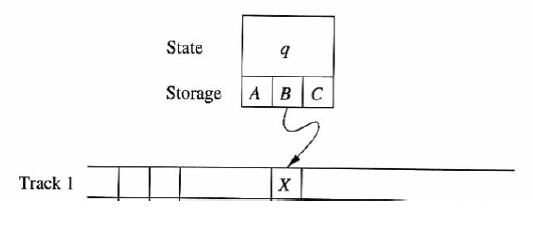 State q
Storage A B C
Track 1 X